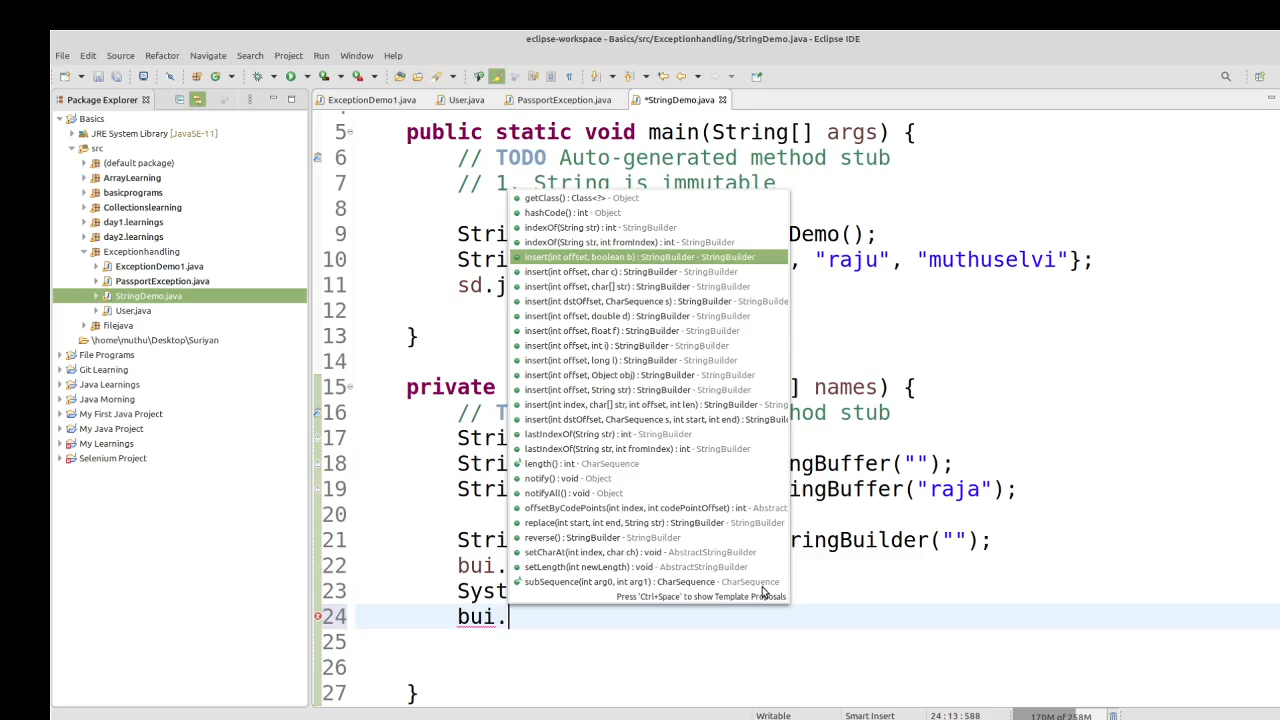 eclipse-workspace - Basics/src/Exceptionhandling/StringDemo.java - Eclipse IDE
File Edit Source Refactor Navigate Search Project Run Window Help
Package Explorer
ExceptionDemo1.java User.java PassportException.java *StringDemo.java
Basics
JRE System Library [JavaSE-11]
src
(default package)
ArrayLearning
basicprograms
Collectionslearning
day1.learnings
day2.learnings
Exceptionhandling
ExceptionDemo1.java
PassportException.java
StringDemo.java
User.java
filejava
\home\muthu\Desktop\Suriyan
File Programs
Git Learning
Java Learnings
Java Morning
My First Java Project
My Java Project
My Learnings
Selenium Project
5 public static void main(String[] args) {
6 // TODO Auto-generated method stub
7 // 1. String is immutable
8
9 Stri Demo();
10 Stri , "raju", "muthuselvi"};
11 sd.j
12
13 }
14
15 private ] names) {
16 // T hod stub
17 Stri
18 Stri ngBuffer("");
19 Stri ngBuffer("raja");
20
21 Stri ringBuilder("");
22 bui.
23 Syst
24 bui.
25
26
27 }
getClass() : Class<?> - Object
hashCode() : int - Object
indexOf(String str) : int - StringBuilder
indexOf(String str, int fromIndex) : int - StringBuilder
insert(int offset, boolean b) : StringBuilder - StringBuilder
insert(int offset, char c) : StringBuilder - StringBuilder
insert(int offset, char[] str) : StringBuilder - StringBuilder
insert(int dstOffset, CharSequence s) : StringBuilder - StringBuilde
insert(int offset, double d) : StringBuilder - StringBuilder
insert(int offset, float f) : StringBuilder - StringBuilder
insert(int offset, int i) : StringBuilder - StringBuilder
insert(int offset, long l) : StringBuilder - StringBuilder
insert(int offset, Object obj) : StringBuilder - StringBuilder
insert(int offset, String str) : StringBuilder - StringBuilder
insert(int index, char[] str, int offset, int len) : StringBuilder - String
insert(int dstOffset, CharSequence s, int start, int end) : StringBuil
lastIndexOf(String str) : int - StringBuilder
lastIndexOf(String str, int fromIndex) : int - StringBuilder
length() : int - CharSequence
notify() : void - Object
notifyAll() : void - Object
offsetByCodePoints(int index, int codePointOffset) : int - Abstract
replace(int start, int end, String str) : StringBuilder - StringBuilder
reverse() : StringBuilder - StringBuilder
setCharAt(int index, char ch) : void - AbstractStringBuilder
setLength(int newLength) : void - AbstractStringBuilder
subSequence(int arg0, int arg1) : CharSequence - CharSequence
Press 'Ctrl+Space' to show Template Proposals
Writable Smart Insert 24 : 13 : 588 170M of 258M